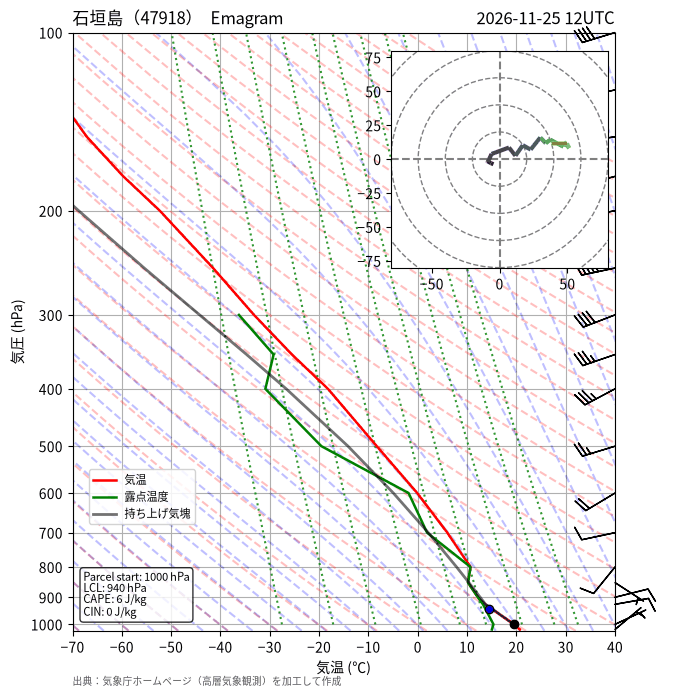 石垣島（47918） Emagram
2026-11-25 12UTC
100
200
300
400
500
600
700
800
900
1000
気圧 (hPa)
75
50
25
0
−25
−50
−75
−50
0
50
気温
露点温度
持ち上げ気塊
Parcel start: 1000 hPa
LCL: 940 hPa
CAPE: 6 J/kg
CIN: 0 J/kg
−70
−60
−50
−40
−30
−20
−10
0
10
20
30
40
気温 (°C)
出典：気象庁ホームページ（高層気象観測）を加工して作成